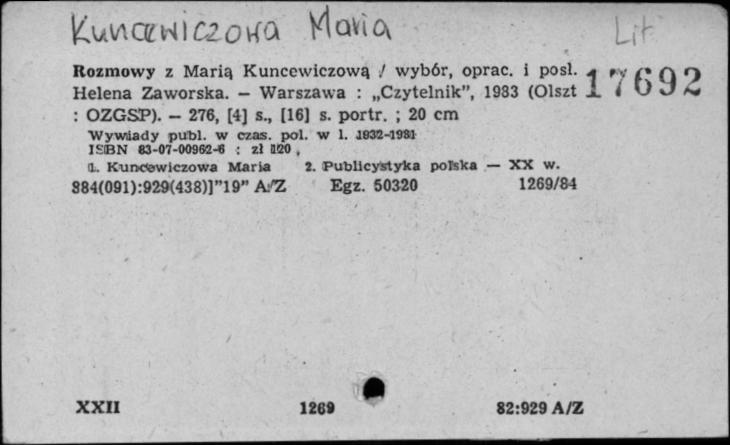 Kuncewiczowa Maria
Lit
Rozmowy z Marią Kuncewiczową / wybór, oprac. i posł.
17692
Helena Zaworska. — Warszawa : „Czytelnik", 1983 (Olszt
: OZGSP). — 276, [4] s., [16] s. portr. ; 20 cm
Wywiady publ. w czas. pol. w l. 1932-1981
ISBN 83-07-00962-6 : zł 120
1. Kuncewiczowa Maria 2. Publicystyka polska — XX w.
884(091):929(438)]"19" A/Z Egz. 50320 1269/84
XXII 1269 82:929 A/Z